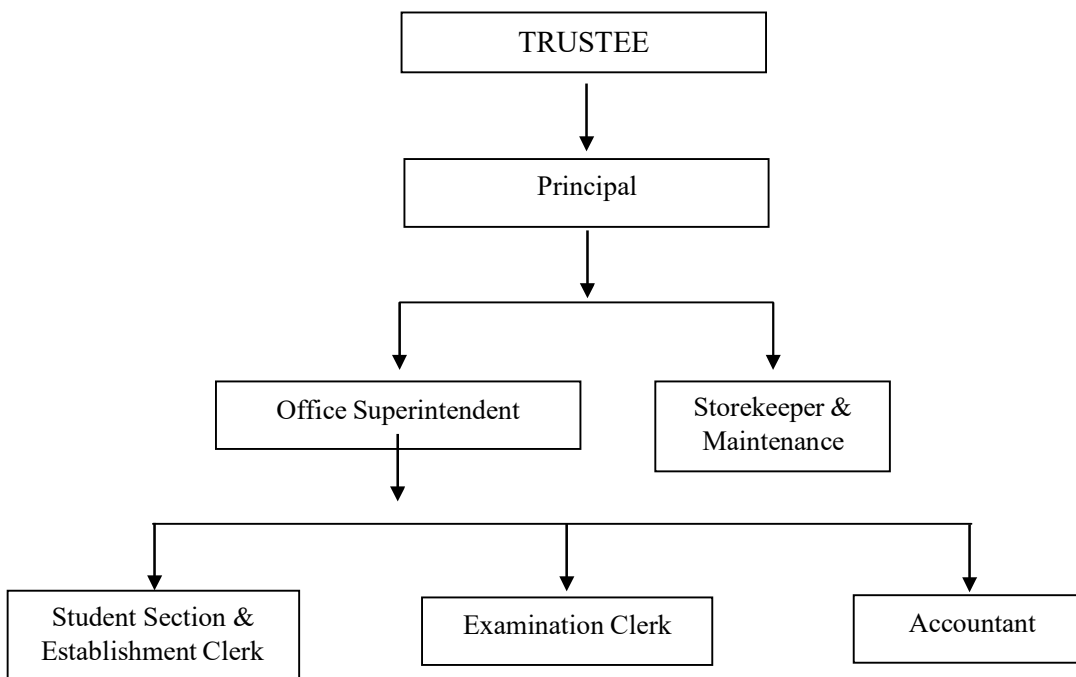 TRUSTEE
Principal
Office Superintendent
Storekeeper &
Maintenance
Student Section &
Establishment Clerk
Examination Clerk
Accountant